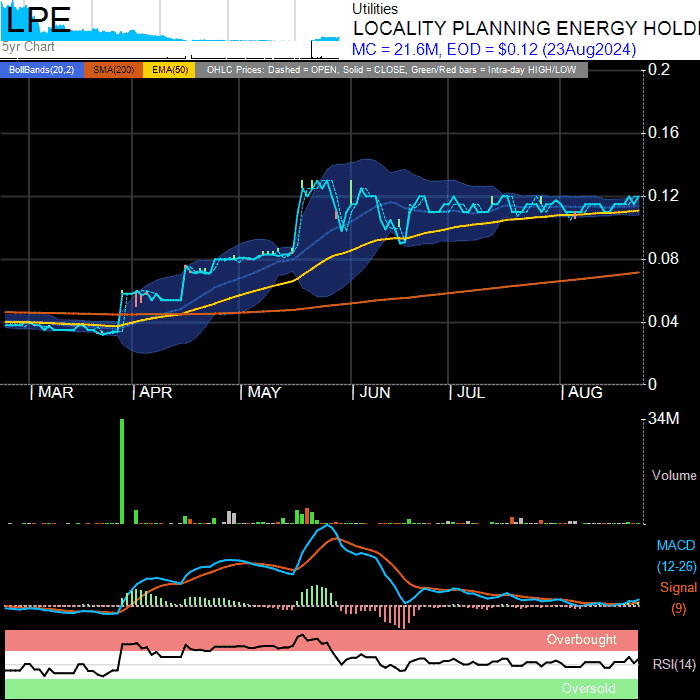 LPE
5yr Chart
Utilities
LOCALITY PLANNING ENERGY HOLD
MC = 21.6M, EOD = $0.12 (23Aug2024)
BollBands(20,2) SMA(200) EMA(50) OHLC Prices: Dashed = OPEN, Solid = CLOSE, Green/Red bars = Intra-day HIGH/LOW
0.2
0.16
0.12
0.08
0.04
0
MAR APR MAY JUN JUL AUG
34M
Volume
MACD
(12-26)
Signal
(9)
Overbought
RSI(14)
Oversold